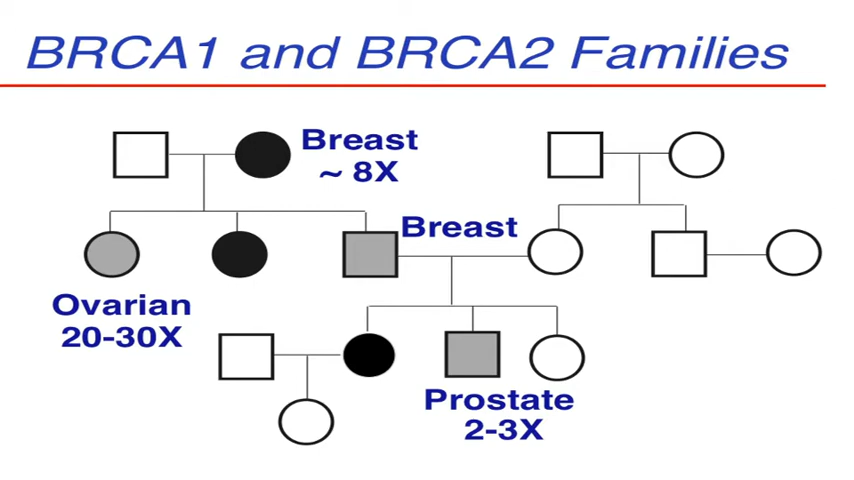 BRCA1 and BRCA2 Families
Breast
~ 8X
Breast
Ovarian
20-30X
Prostate
2-3X